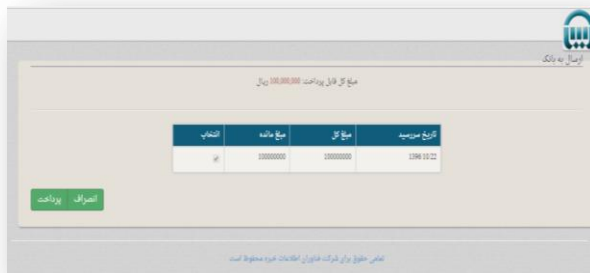 ارسال به بانک
مبلغ کل قابل پرداخت: 100,000,000 ریال
تاریخ سررسید مبلغ کل مبلغ مانده انتخاب
1396/10/22 100000000 100000000
انصراف پرداخت
تمامی حقوق برای شرکت فناوران اطلاعات خبره محفوظ است